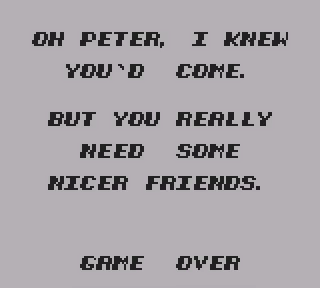 OH PETER, I KNEW
YOU`D COME.
BUT YOU REALLY
NEED SOME
NICER FRIENDS.
GAME OVER